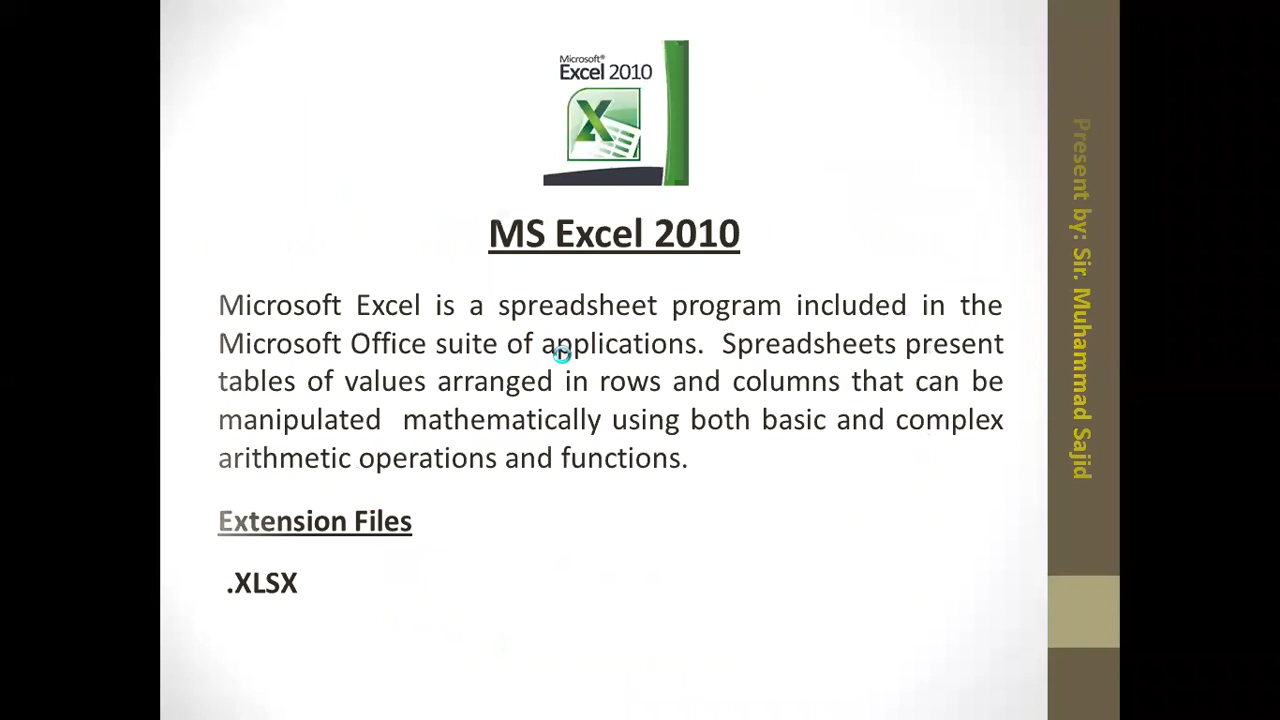 Microsoft®
Excel 2010
MS Excel 2010
Microsoft Excel is a spreadsheet program included in the
Microsoft Office suite of applications. Spreadsheets present
tables of values arranged in rows and columns that can be
manipulated mathematically using both basic and complex
arithmetic operations and functions.
Extension Files
.XLSX
Present by: Sir. Muhammad Sajid